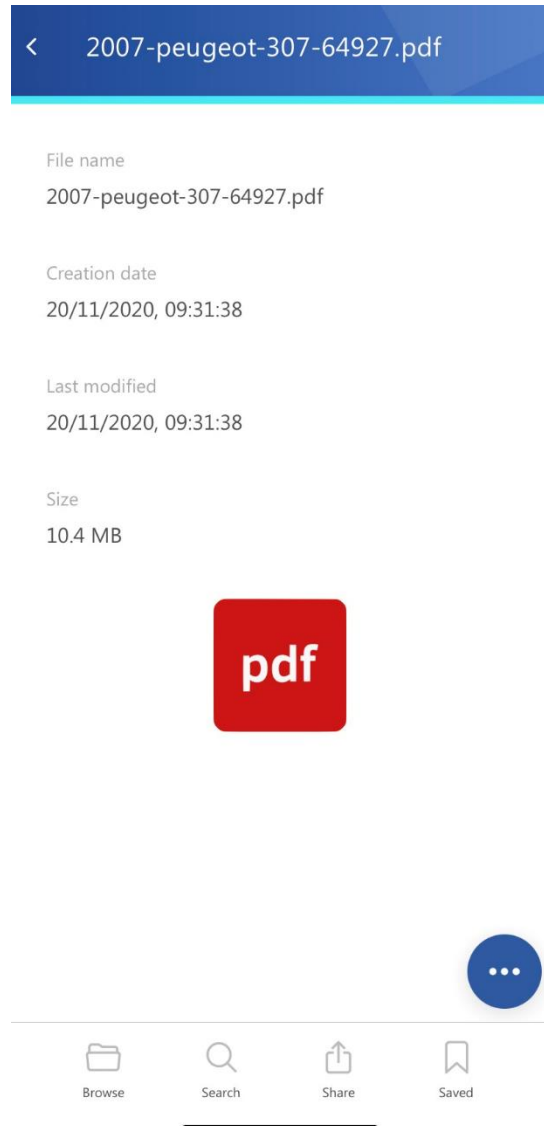 2007-peugeot-307-64927.pdf
File name
2007-peugeot-307-64927.pdf
Creation date
20/11/2020, 09:31:38
Last modified
20/11/2020, 09:31:38
Size
10.4 MB
pdf
Browse Search Share Saved